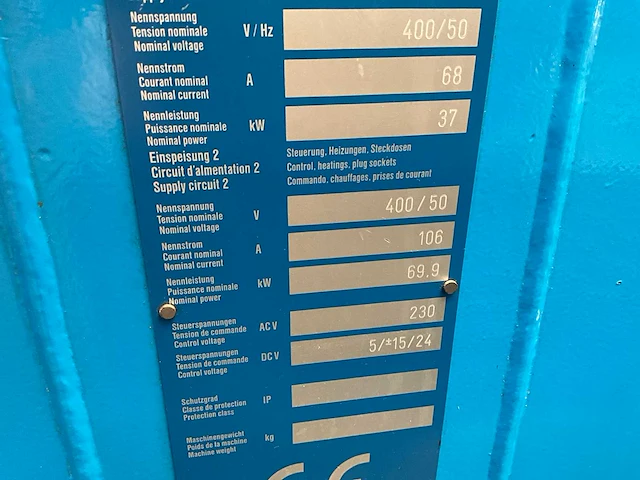 Nennspannung
Tension nominale V / Hz 400/50
Nominal voltage
Nennstrom
Courant nominal A 68
Nominal current
Nennleistung
Puissance nominale kW 37
Nominal power
Einspeisung 2 Steuerung, Heizungen, Steckdosen
Circuit d'almentation 2 Control, heatings, plug sockets
Supply circuit 2 Commando, chauffages, prises de courant
Nennspannung
Tension nominale V 400/50
Nominal voltage
Nennstrom
Courant nominal A 106
Nominal current
Nennleistung
Puissance nominale kW 69.9
Nominal power
Steuerspannungen
Tension de commande AC V 230
Control voltage
Steuerspannungen
Tension de commande DC V 5/±15/24
Control voltage
Schutzgrad
Classe de protection IP
Protection class
Maschinengewicht
Poids de la machine kg
Machine weight
CE